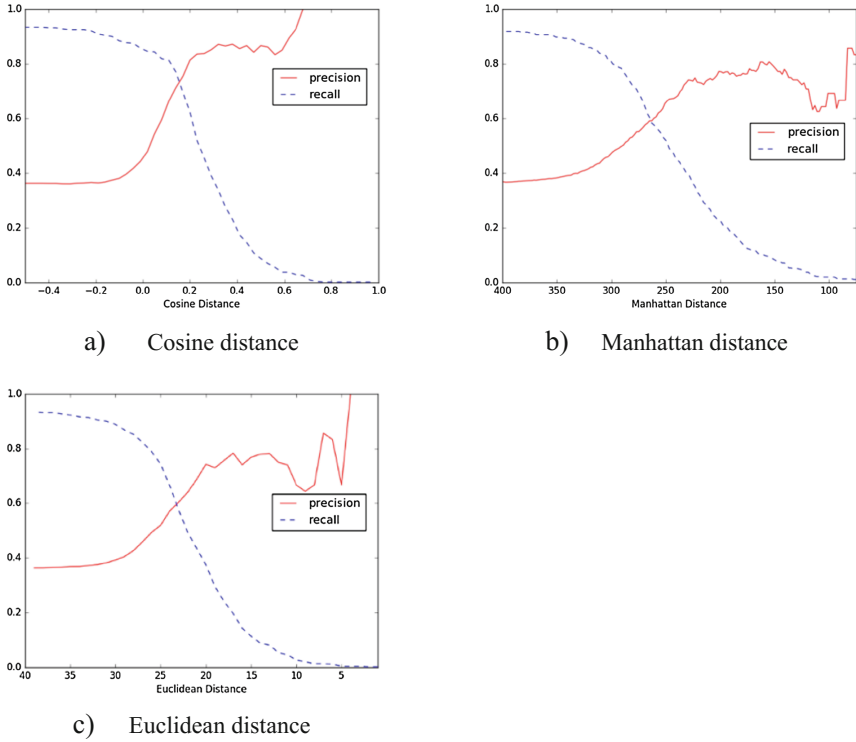 1.0
0.8
0.6
0.4
0.2
0.0
precision
recall
−0.4 −0.2 0.0 0.2 0.4 0.6 0.8 1.0
Cosine Distance
a) Cosine distance
1.0
0.8
0.6
0.4
0.2
0.0
precision
recall
400 350 300 250 200 150 100
Manhattan Distance
b) Manhattan distance
1.0
0.8
0.6
0.4
0.2
0.0
precision
recall
40 35 30 25 20 15 10 5
Euclidean Distance
c) Euclidean distance